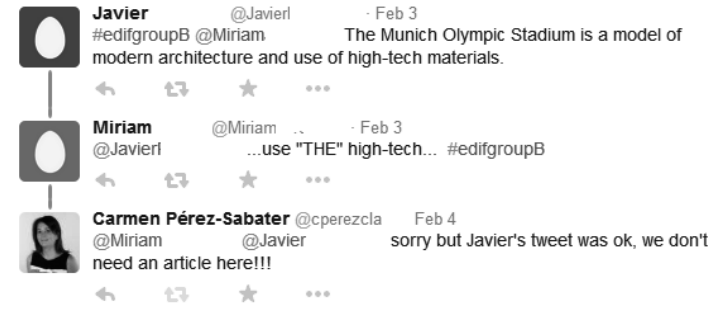 Javier @Javierl · Feb 3
#edifgroupB @Miriam The Munich Olympic Stadium is a model of
modern architecture and use of high-tech materials.
Miriam @Miriam · Feb 3
@Javierl ...use "THE" high-tech... #edifgroupB
Carmen Pérez-Sabater @cperezcla Feb 4
@Miriam @Javier sorry but Javier's tweet was ok, we don't
need an article here!!!